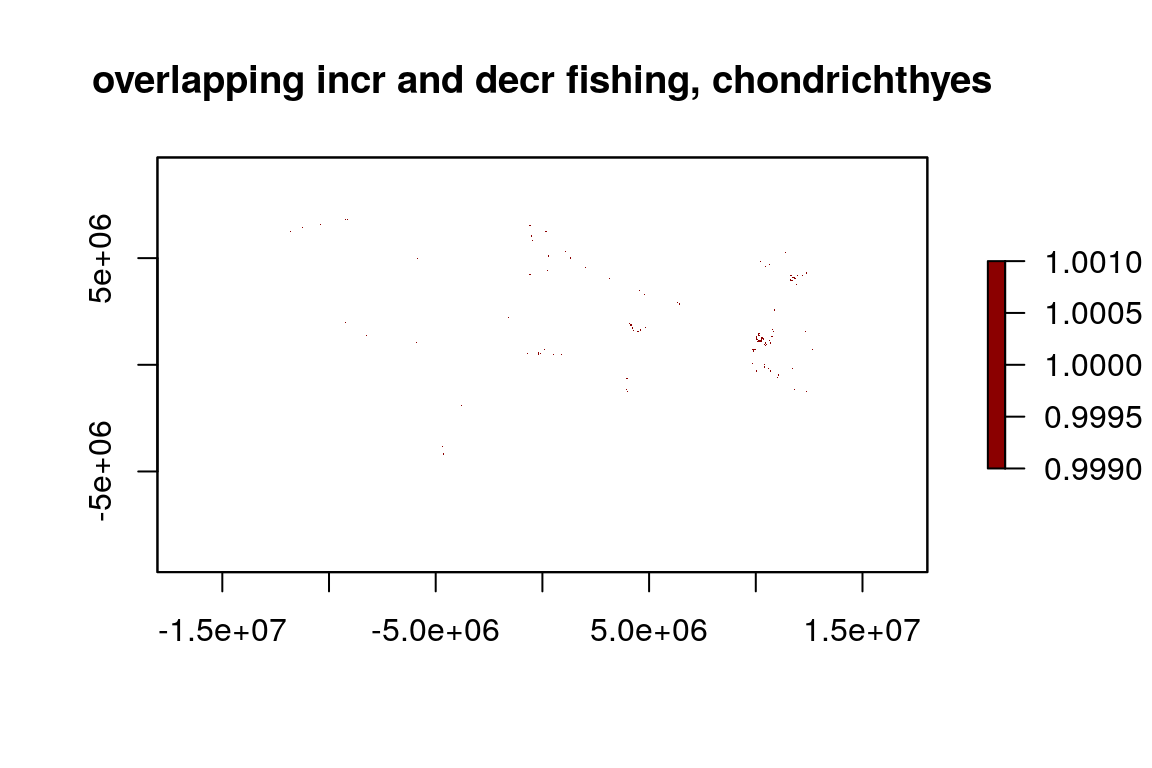 overlapping incr and decr fishing, chondrichthyes
5e+06
-5e+06
-1.5e+07
-5.0e+06
5.0e+06
1.5e+07
1.0010
1.0005
1.0000
0.9995
0.9990